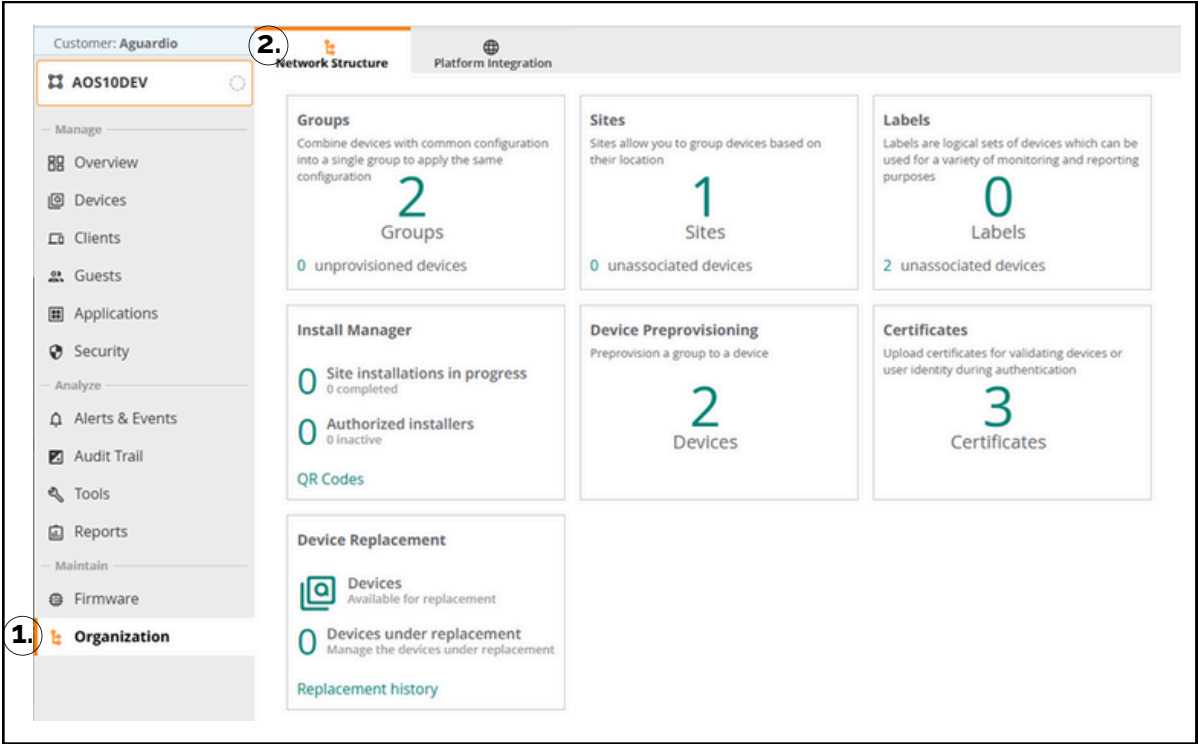 Customer: Aguardio
AOS10DEV
Manage
Overview
Devices
Clients
Guests
Applications
Security
Analyze
Alerts & Events
Audit Trail
Tools
Reports
Maintain
Firmware
1.
Organization
2.
Network Structure
Platform Integration
Groups
Combine devices with common configuration
into a single group to apply the same
configuration
2
Groups
0 unprovisioned devices
Sites
Sites allow you to group devices based on
their location
1
Sites
0 unassociated devices
Labels
Labels are logical sets of devices which can be
used for a variety of monitoring and reporting
purposes
0
Labels
2 unassociated devices
Install Manager
0 Site installations in progress
0 completed
0 Authorized installers
0 inactive
QR Codes
Device Preprovisioning
Preprovision a group to a device
2
Devices
Certificates
Upload certificates for validating devices or
user identity during authentication
3
Certificates
Device Replacement
Devices
Available for replacement
0 Devices under replacement
Manage the devices under replacement
Replacement history